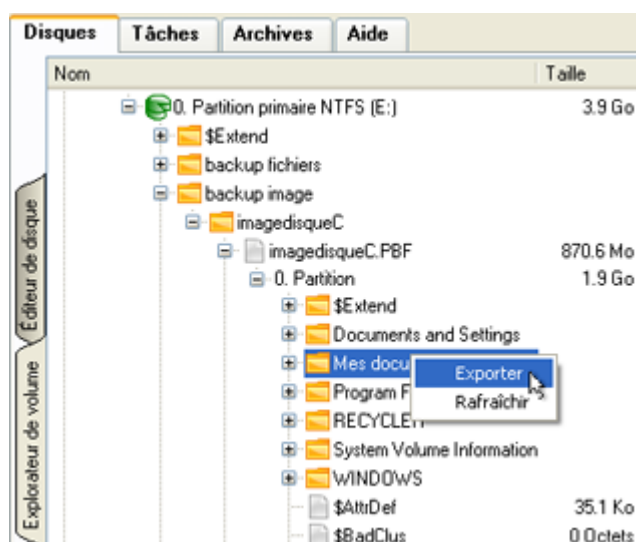 Disques Tâches Archives Aide
Nom Taille
0. Partition primaire NTFS (E:) 3.9 Go
$Extend
backup fichiers
backup image
imagedisqueC
imagedisqueC.PBF 870.6 Mo
0. Partition 1.9 Go
$Extend
Documents and Settings
Mes docu
Exporter
Program F
Rafraîchir
RECYCLE
System Volume Information
WINDOWS
$AttrDef 35.1 Ko
$BadClus 0 Octets
Éditeur de disque
Explorateur de volume